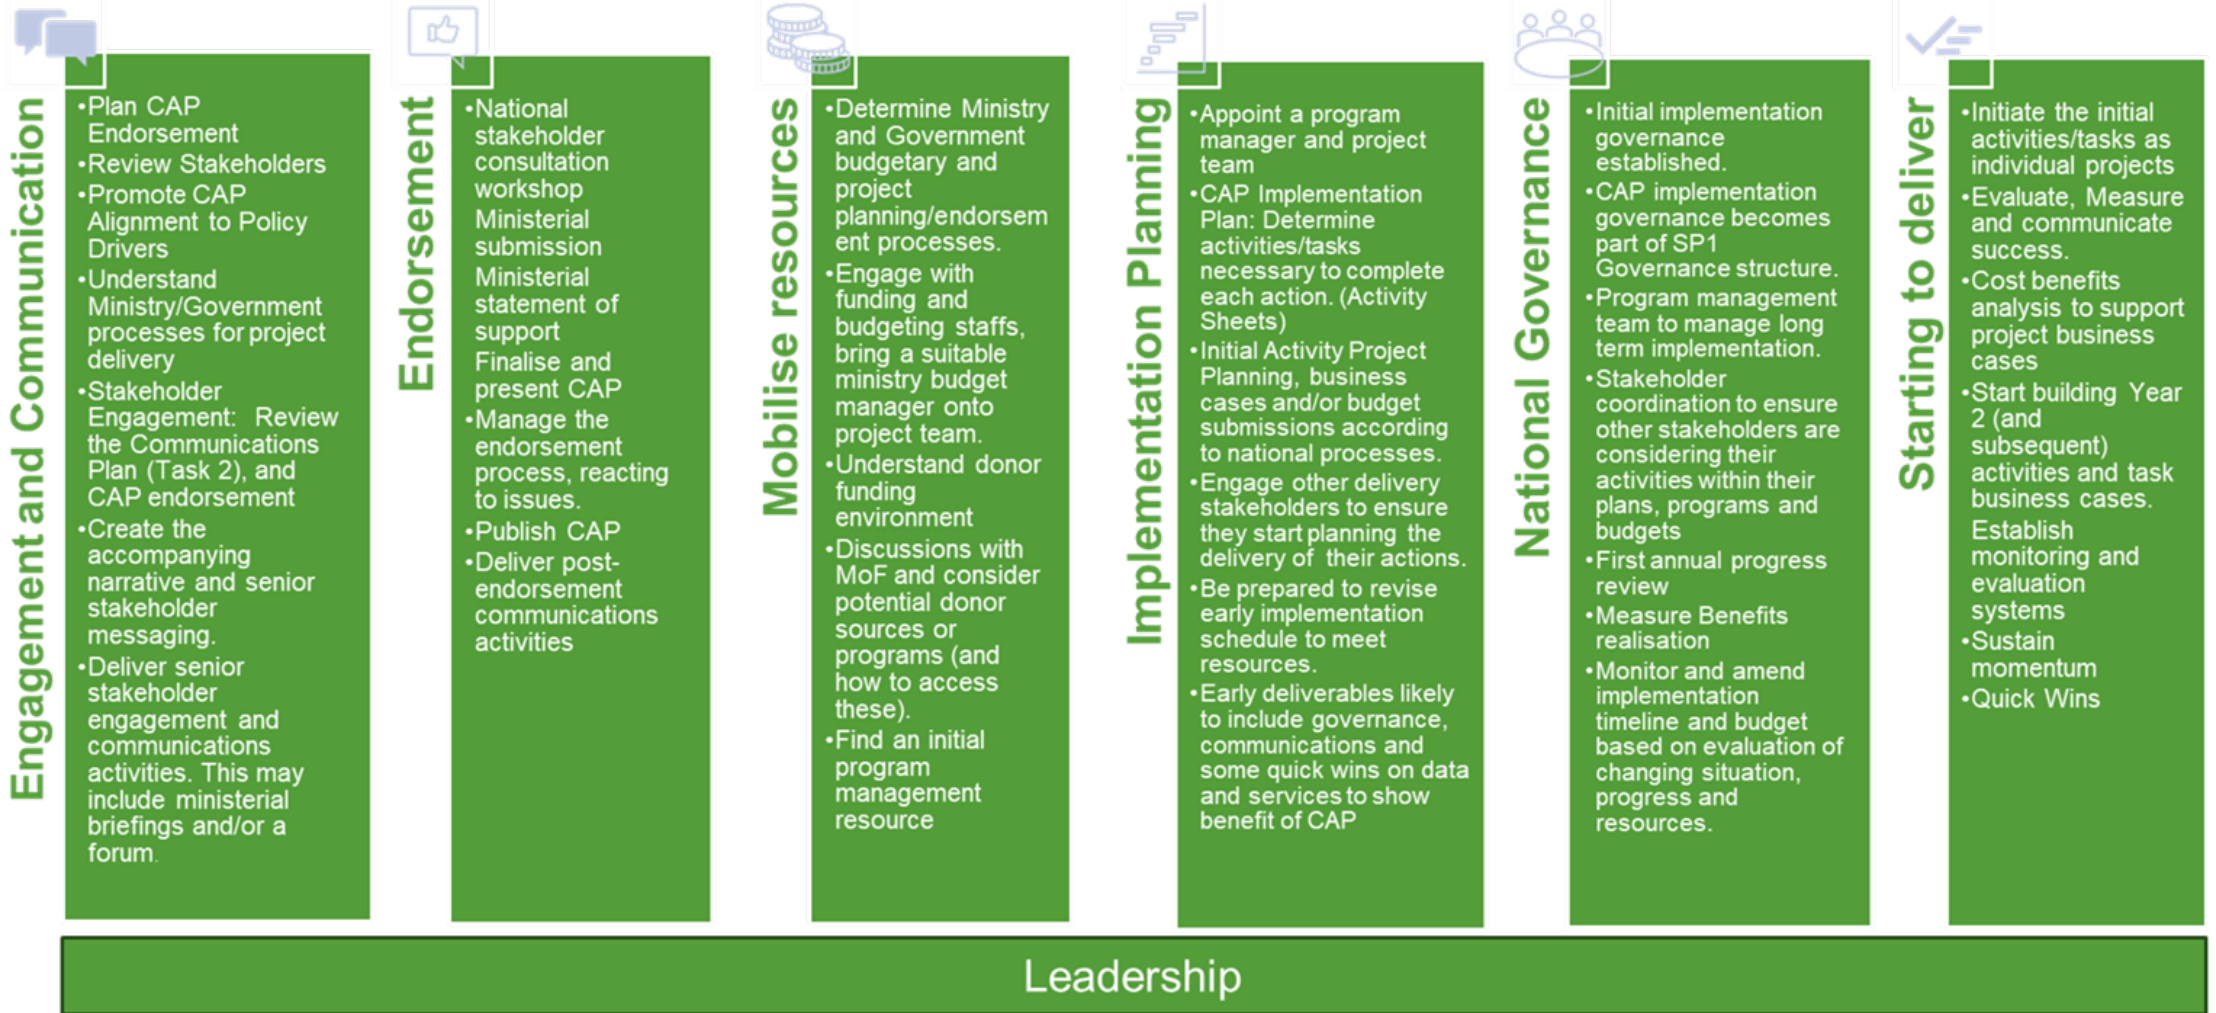 Engagement and Communication
•Plan CAP
Endorsement
•Review Stakeholders
•Promote CAP
Alignment to Policy
Drivers
•Understand
Ministry/Government
processes for project
delivery
•Stakeholder
Engagement: Review
the Communications
Plan (Task 2), and
CAP endorsement
•Create the
accompanying
narrative and senior
stakeholder
messaging.
•Deliver senior
stakeholder
engagement and
communications
activities. This may
include ministerial
briefings and/or a
forum.
Endorsement
•National
stakeholder
consultation
workshop
Ministerial
submission
Ministerial
statement of
support
Finalise and
present CAP
•Manage the
endorsement
process, reacting
to issues.
•Publish CAP
•Deliver post-
endorsement
communications
activities
Mobilise resources
•Determine Ministry
and Government
budgetary and
project
planning/endorsem
ent processes.
•Engage with
funding and
budgeting staffs,
bring a suitable
ministry budget
manager onto
project team.
•Understand donor
funding
environment
•Discussions with
MoF and consider
potential donor
sources or
programs (and
how to access
these).
•Find an initial
program
management
resource
Implementation Planning
•Appoint a program
manager and project
team
•CAP Implementation
Plan: Determine
activities/tasks
necessary to complete
each action. (Activity
Sheets)
•Initial Activity Project
Planning, business
cases and/or budget
submissions according
to national processes.
•Engage other delivery
stakeholders to ensure
they start planning the
delivery of their actions.
•Be prepared to revise
early implementation
schedule to meet
resources.
•Early deliverables likely
to include governance,
communications and
some quick wins on data
and services to show
benefit of CAP
National Governance
•Initial implementation
governance
established.
•CAP implementation
governance becomes
part of SP1
Governance structure.
•Program management
team to manage long
term implementation.
•Stakeholder
coordination to ensure
other stakeholders are
considering their
activities within their
plans, programs and
budgets
•First annual progress
review
•Measure Benefits
realisation
•Monitor and amend
implementation
timeline and budget
based on evaluation of
changing situation,
progress and
resources.
Starting to deliver
•Initiate the initial
activities/tasks as
individual projects
•Evaluate, Measure
and communicate
success.
•Cost benefits
analysis to support
project business
cases
•Start building Year
2 (and
subsequent)
activities and task
business cases.
Establish
monitoring and
evaluation
systems
•Sustain
momentum
•Quick Wins
Leadership